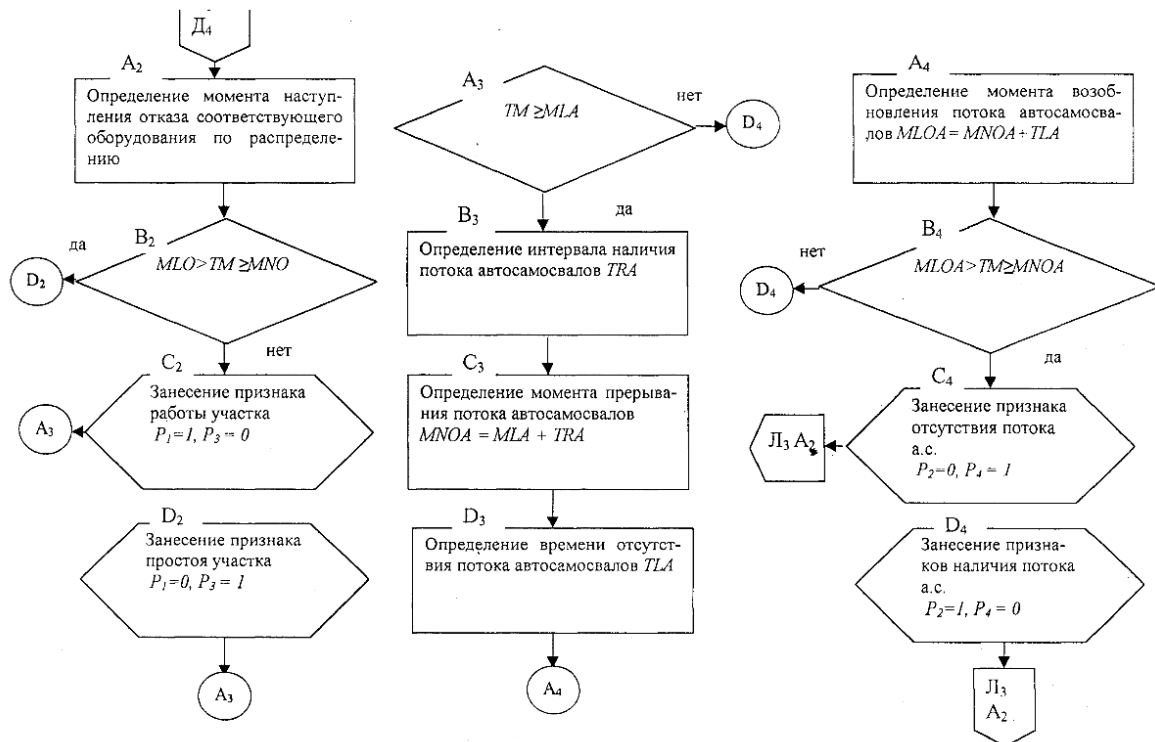 Д4
A2
Определение момента наступ-
ления отказа соответствующего
оборудования по распределе-
нию
B2
да
MLO>TM ≥MNO
D2
нет
C2
Занесение признака
работы участка
P1=1, P3 = 0
A3
D2
Занесение признака
простоя участка
P1=0, P3 = 1
A3
A3
TM ≥MLA
нет
D4
да
B3
Определение интервала наличия
потока автосамосвалов TRA
C3
Определение момента преры-
вания потока автосамосвалов
MNOA = MLA + TRA
D3
Определение времени отсутст-
вия потока автосамосвалов TLA
A4
A4
Определение момента возоб-
новления потока автосамосва-
лов MLOA = MNOA + TLA
B4
нет
MLOA>TM≥MNOA
D4
да
C4
Занесение признака
отсутствия потока
а.с.
P2=0, P4 = 1
Л3 A2
D4
Занесение призна-
ков наличия потока
а.с.
P2=1, P4 = 0
Л3
A2